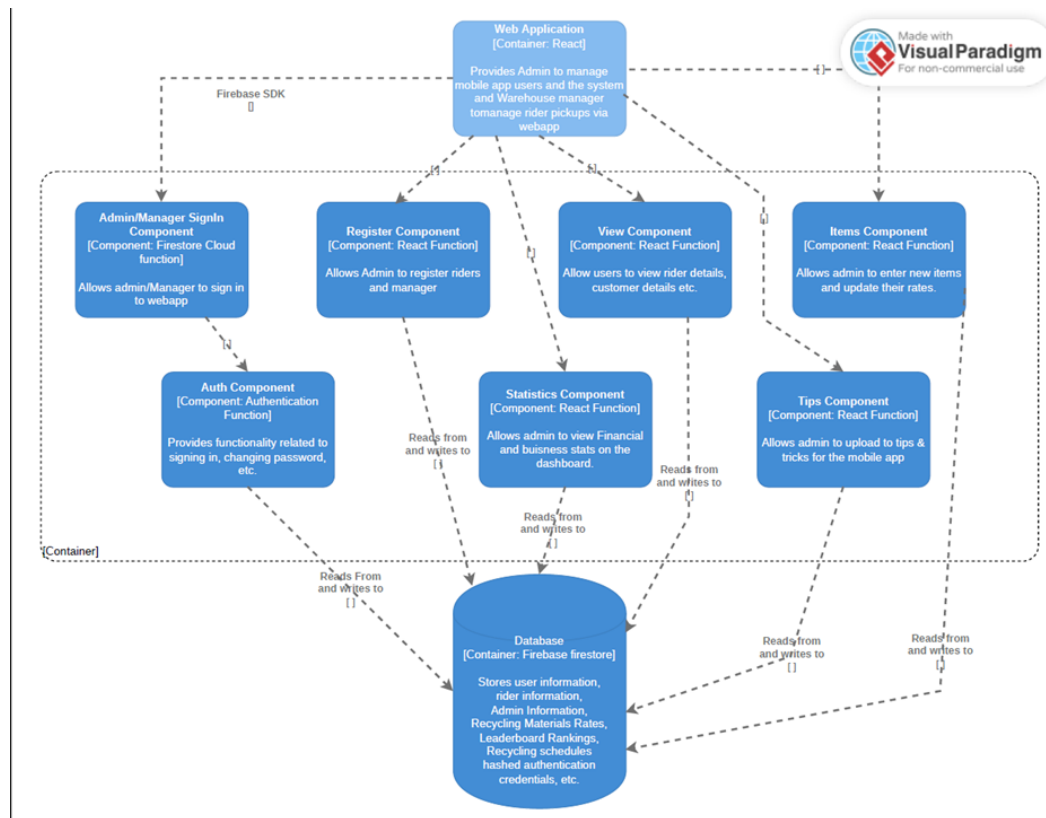 Web Application
[Container: React]
Provides Admin to manage
mobile app users and the system
and Warehouse manager
tomanage rider pickups via
webapp
Made with
VisualParadigm
For non-commercial use
Firebase SDK
[]
[ ]
[ ]
[ ]
[ ]
[ ]
Admin/Manager SignIn
Component
[Component: Firestore Cloud
function]
Allows admin/Manager to sign in
to webapp
Register Component
[Component: React Function]
Allows Admin to register riders
and manager
View Component
[Component: React Function]
Allow users to view rider details,
customer details etc.
Items Component
[Component: React Function]
Allows admin to enter new items
and update their rates.
[ ]
Auth Component
[Component: Authentication
Function]
Provides functionality related to
signing in, changing password,
etc.
Statistics Component
[Component: React Function]
Allows admin to view Financial
and buisness stats on the
dashboard.
Tips Component
[Component: React Function]
Allows admin to upload to tips &
tricks for the mobile app
Reads from
and writes to
[ ]
Reads from
and writes to
[ ]
Reads from
and writes to
[ ]
[Container]
Reads From
and writes to
[ ]
Reads from
and writes to
[ ]
Reads from
and writes to
[ ]
Database
[Container: Firebase firestore]
Stores user information,
rider information,
Admin Information,
Recycling Materials Rates,
Leaderboard Rankings,
Recycling schedules
hashed authentication
credentials, etc.